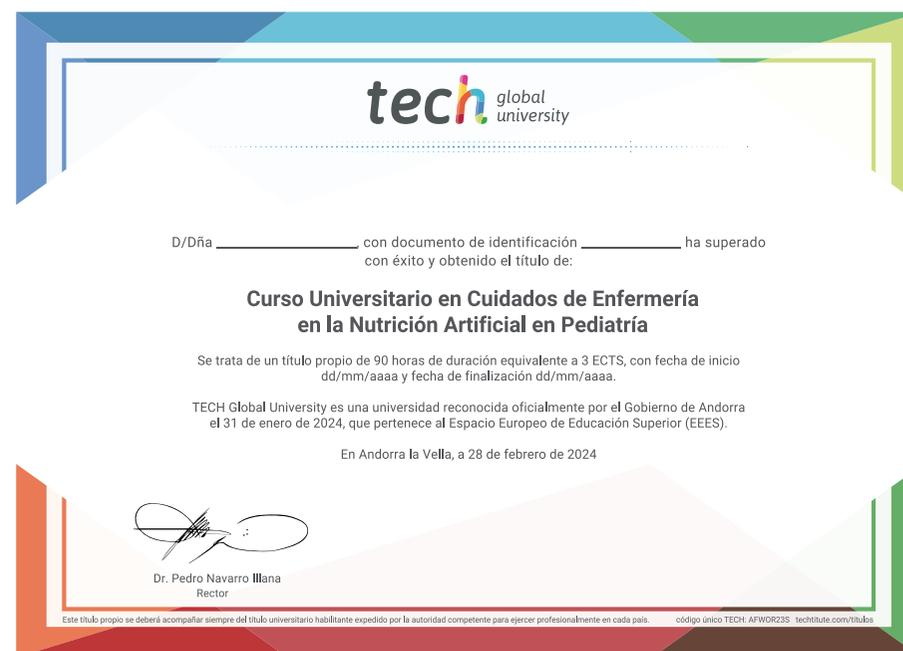 tech global
university
D/Dña ____________, con documento de identificación ____________ ha superado
con éxito y obtenido el título de:
Curso Universitario en Cuidados de Enfermería
en la Nutrición Artificial en Pediatría
Se trata de un título propio de 90 horas de duración equivalente a 3 ECTS, con fecha de inicio
dd/mm/aaaa y fecha de finalización dd/mm/aaaa.
TECH Global University es una universidad reconocida oficialmente por el Gobierno de Andorra
el 31 de enero de 2024, que pertenece al Espacio Europeo de Educación Superior (EEES).
En Andorra la Vella, a 28 de febrero de 2024
Dr. Pedro Navarro Illana
Rector
Este título propio se deberá acompañar siempre del título universitario habilitante expedido por la autoridad competente para ejercer profesionalmente en cada país. código único TECH: AFWOR23S techtitute.com/titulos